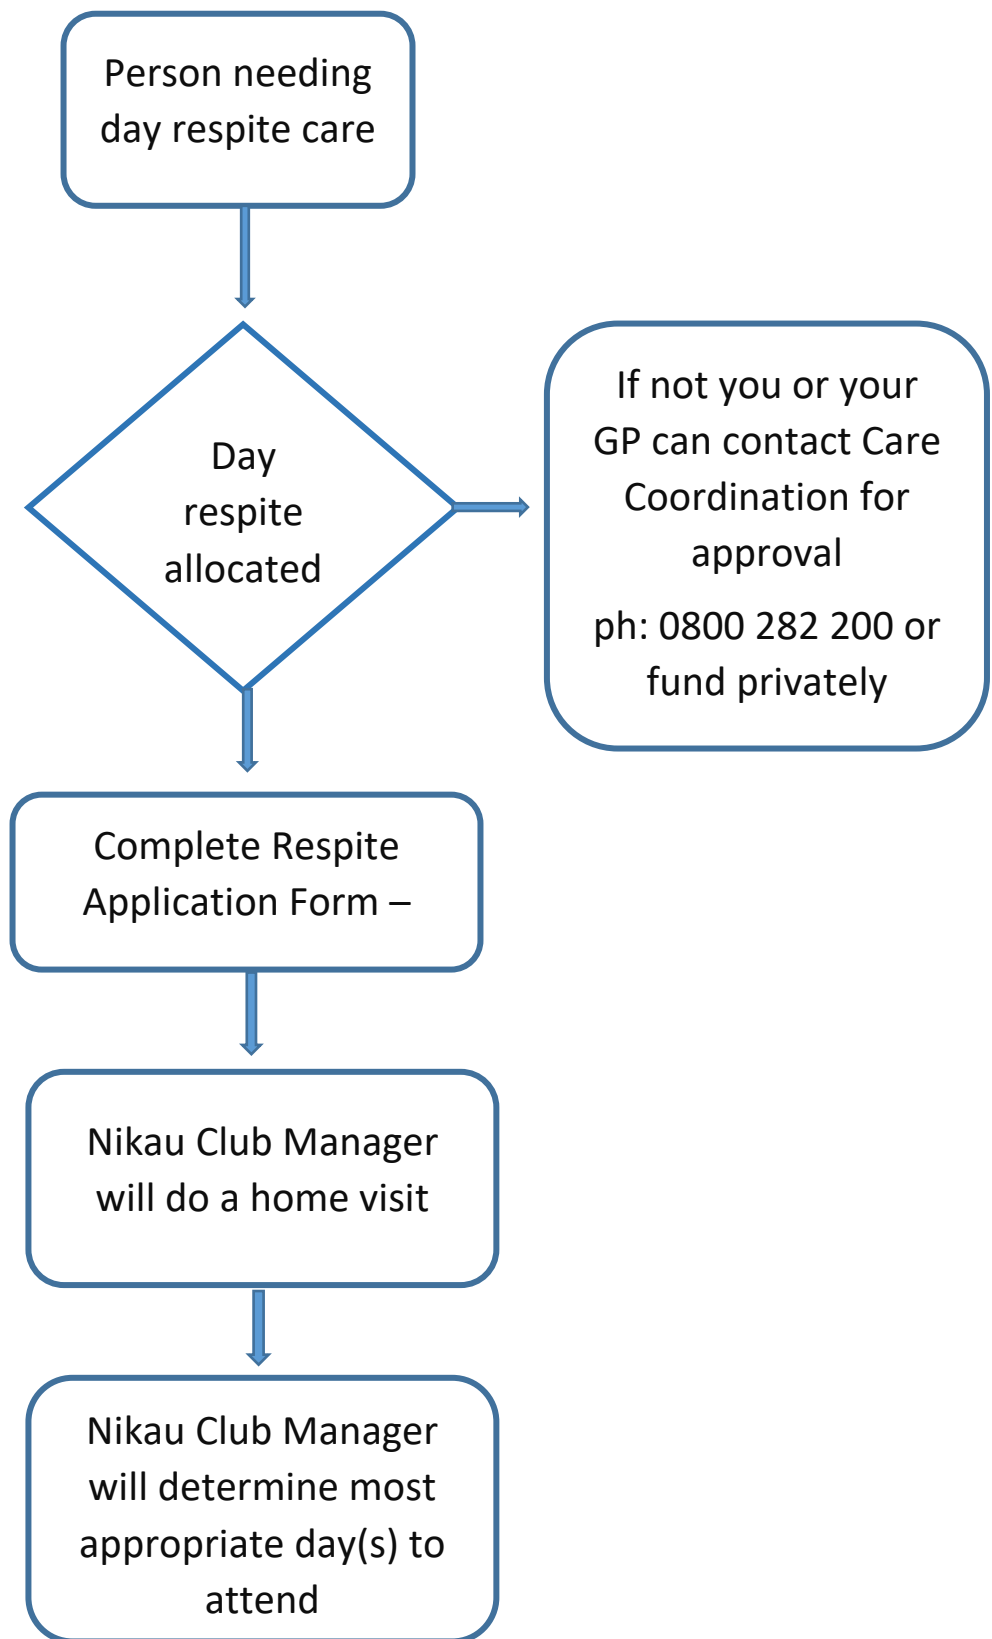 Person needing
day respite care
Day
respite
allocated
If not you or your
GP can contact Care
Coordination for
approval
ph: 0800 282 200 or
fund privately
Complete Respite
Application Form –
Nikau Club Manager
will do a home visit
Nikau Club Manager
will determine most
appropriate day(s) to
attend